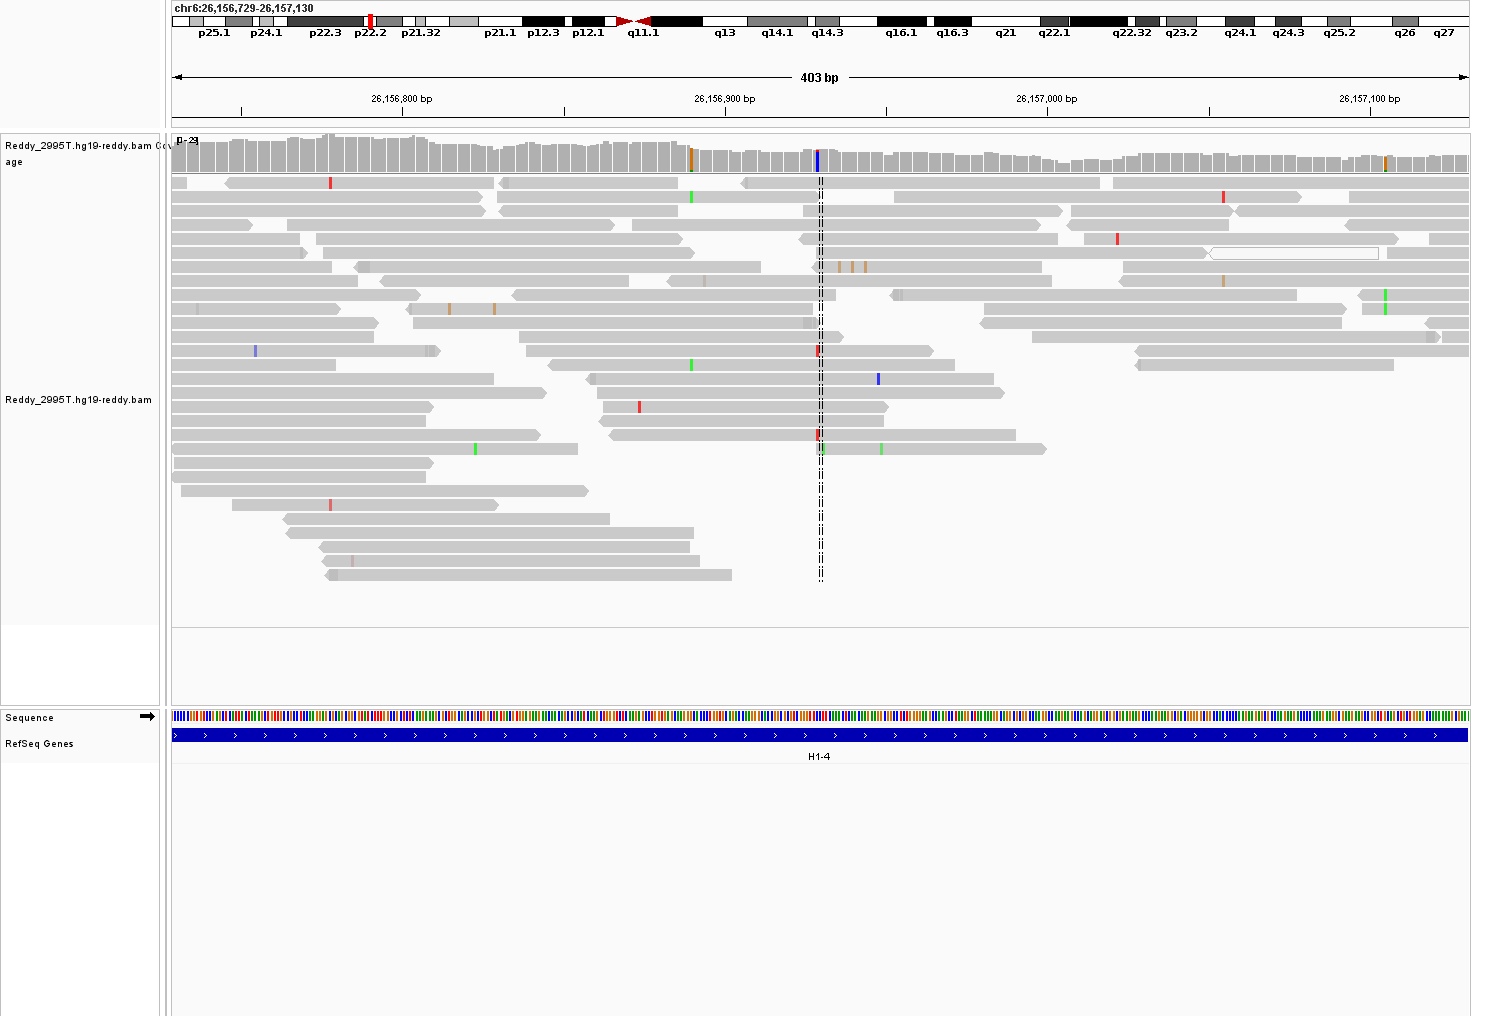 chr6:26,156,729-26,157,130
p25.1 p24.1 p22.3 p22.2 p21.32 p21.1 p12.3 p12.1 q11.1 q13 q14.1 q14.3 q16.1 q16.3 q21 q22.1 q22.32 q23.2 q24.1 q24.3 q25.2 q26 q27
403 bp
26,156,800 bp 26,156,900 bp 26,157,000 bp 26,157,100 bp
Reddy_2995T.hg19-reddy.bam Cov
age
[0-29]
Reddy_2995T.hg19-reddy.bam
Sequence
RefSeq Genes
H1-4